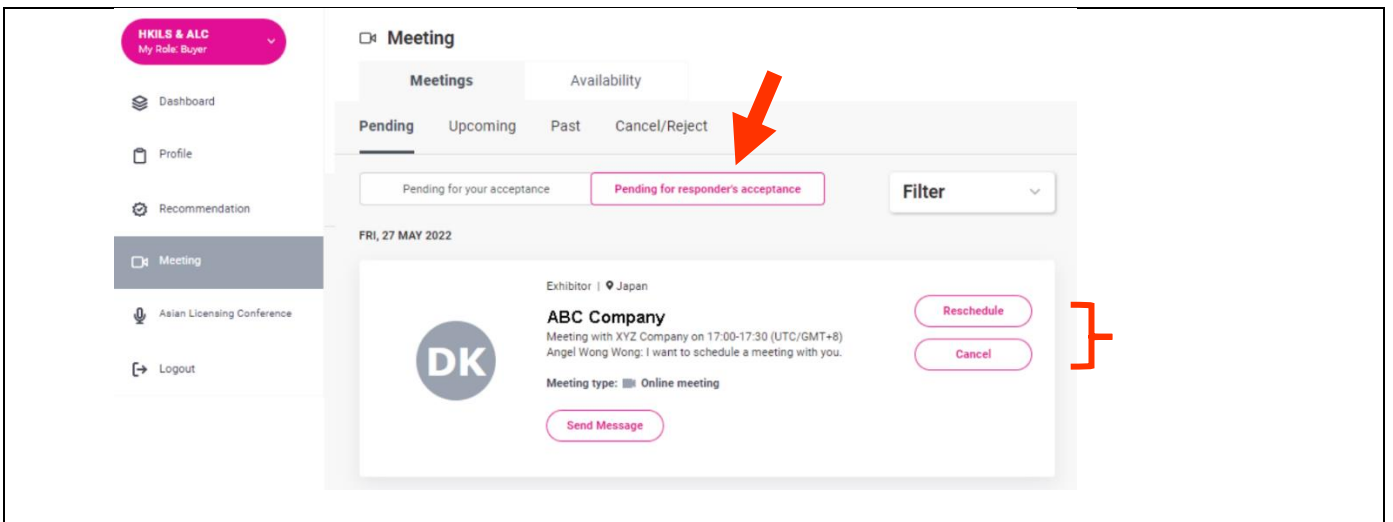 HKILS & ALC
My Role: Buyer
Dashboard
Profile
Recommendation
Meeting
Asian Licensing Conference
Logout
Meeting
Meetings Availability
Pending Upcoming Past Cancel/Reject
Pending for your acceptance Pending for responder's acceptance Filter
FRI, 27 MAY 2022
DK
Exhibitor | Japan
ABC Company
Meeting with XYZ Company on 17:00-17:30 (UTC/GMT+8)
Angel Wong Wong: I want to schedule a meeting with you.
Meeting type: Online meeting
Send Message
Reschedule
Cancel